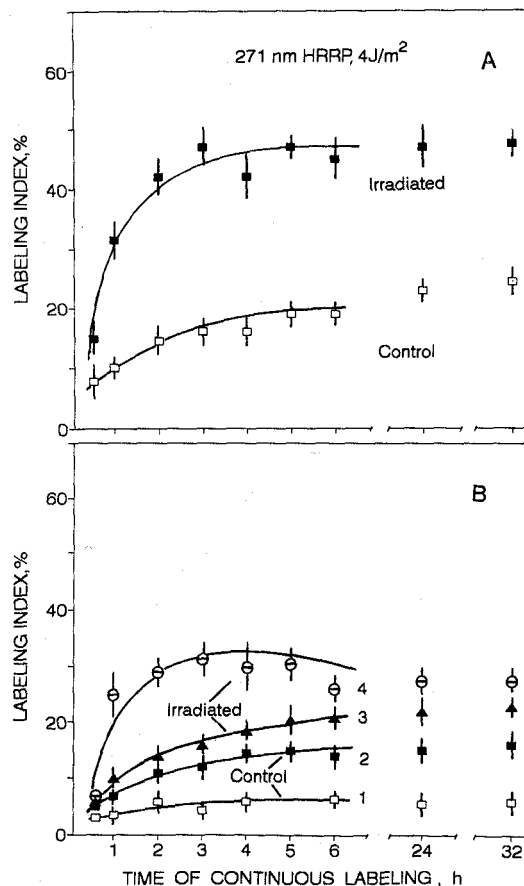 271 nm HRRP, 4J/m²
A
60
40
20
0
LABELING INDEX, %
Irradiated
Control
B
60
40
20
0
LABELING INDEX, %
Irradiated
Control
4
3
2
1
1 2 3 4 5 6 24 32
TIME OF CONTINUOUS LABELING, h